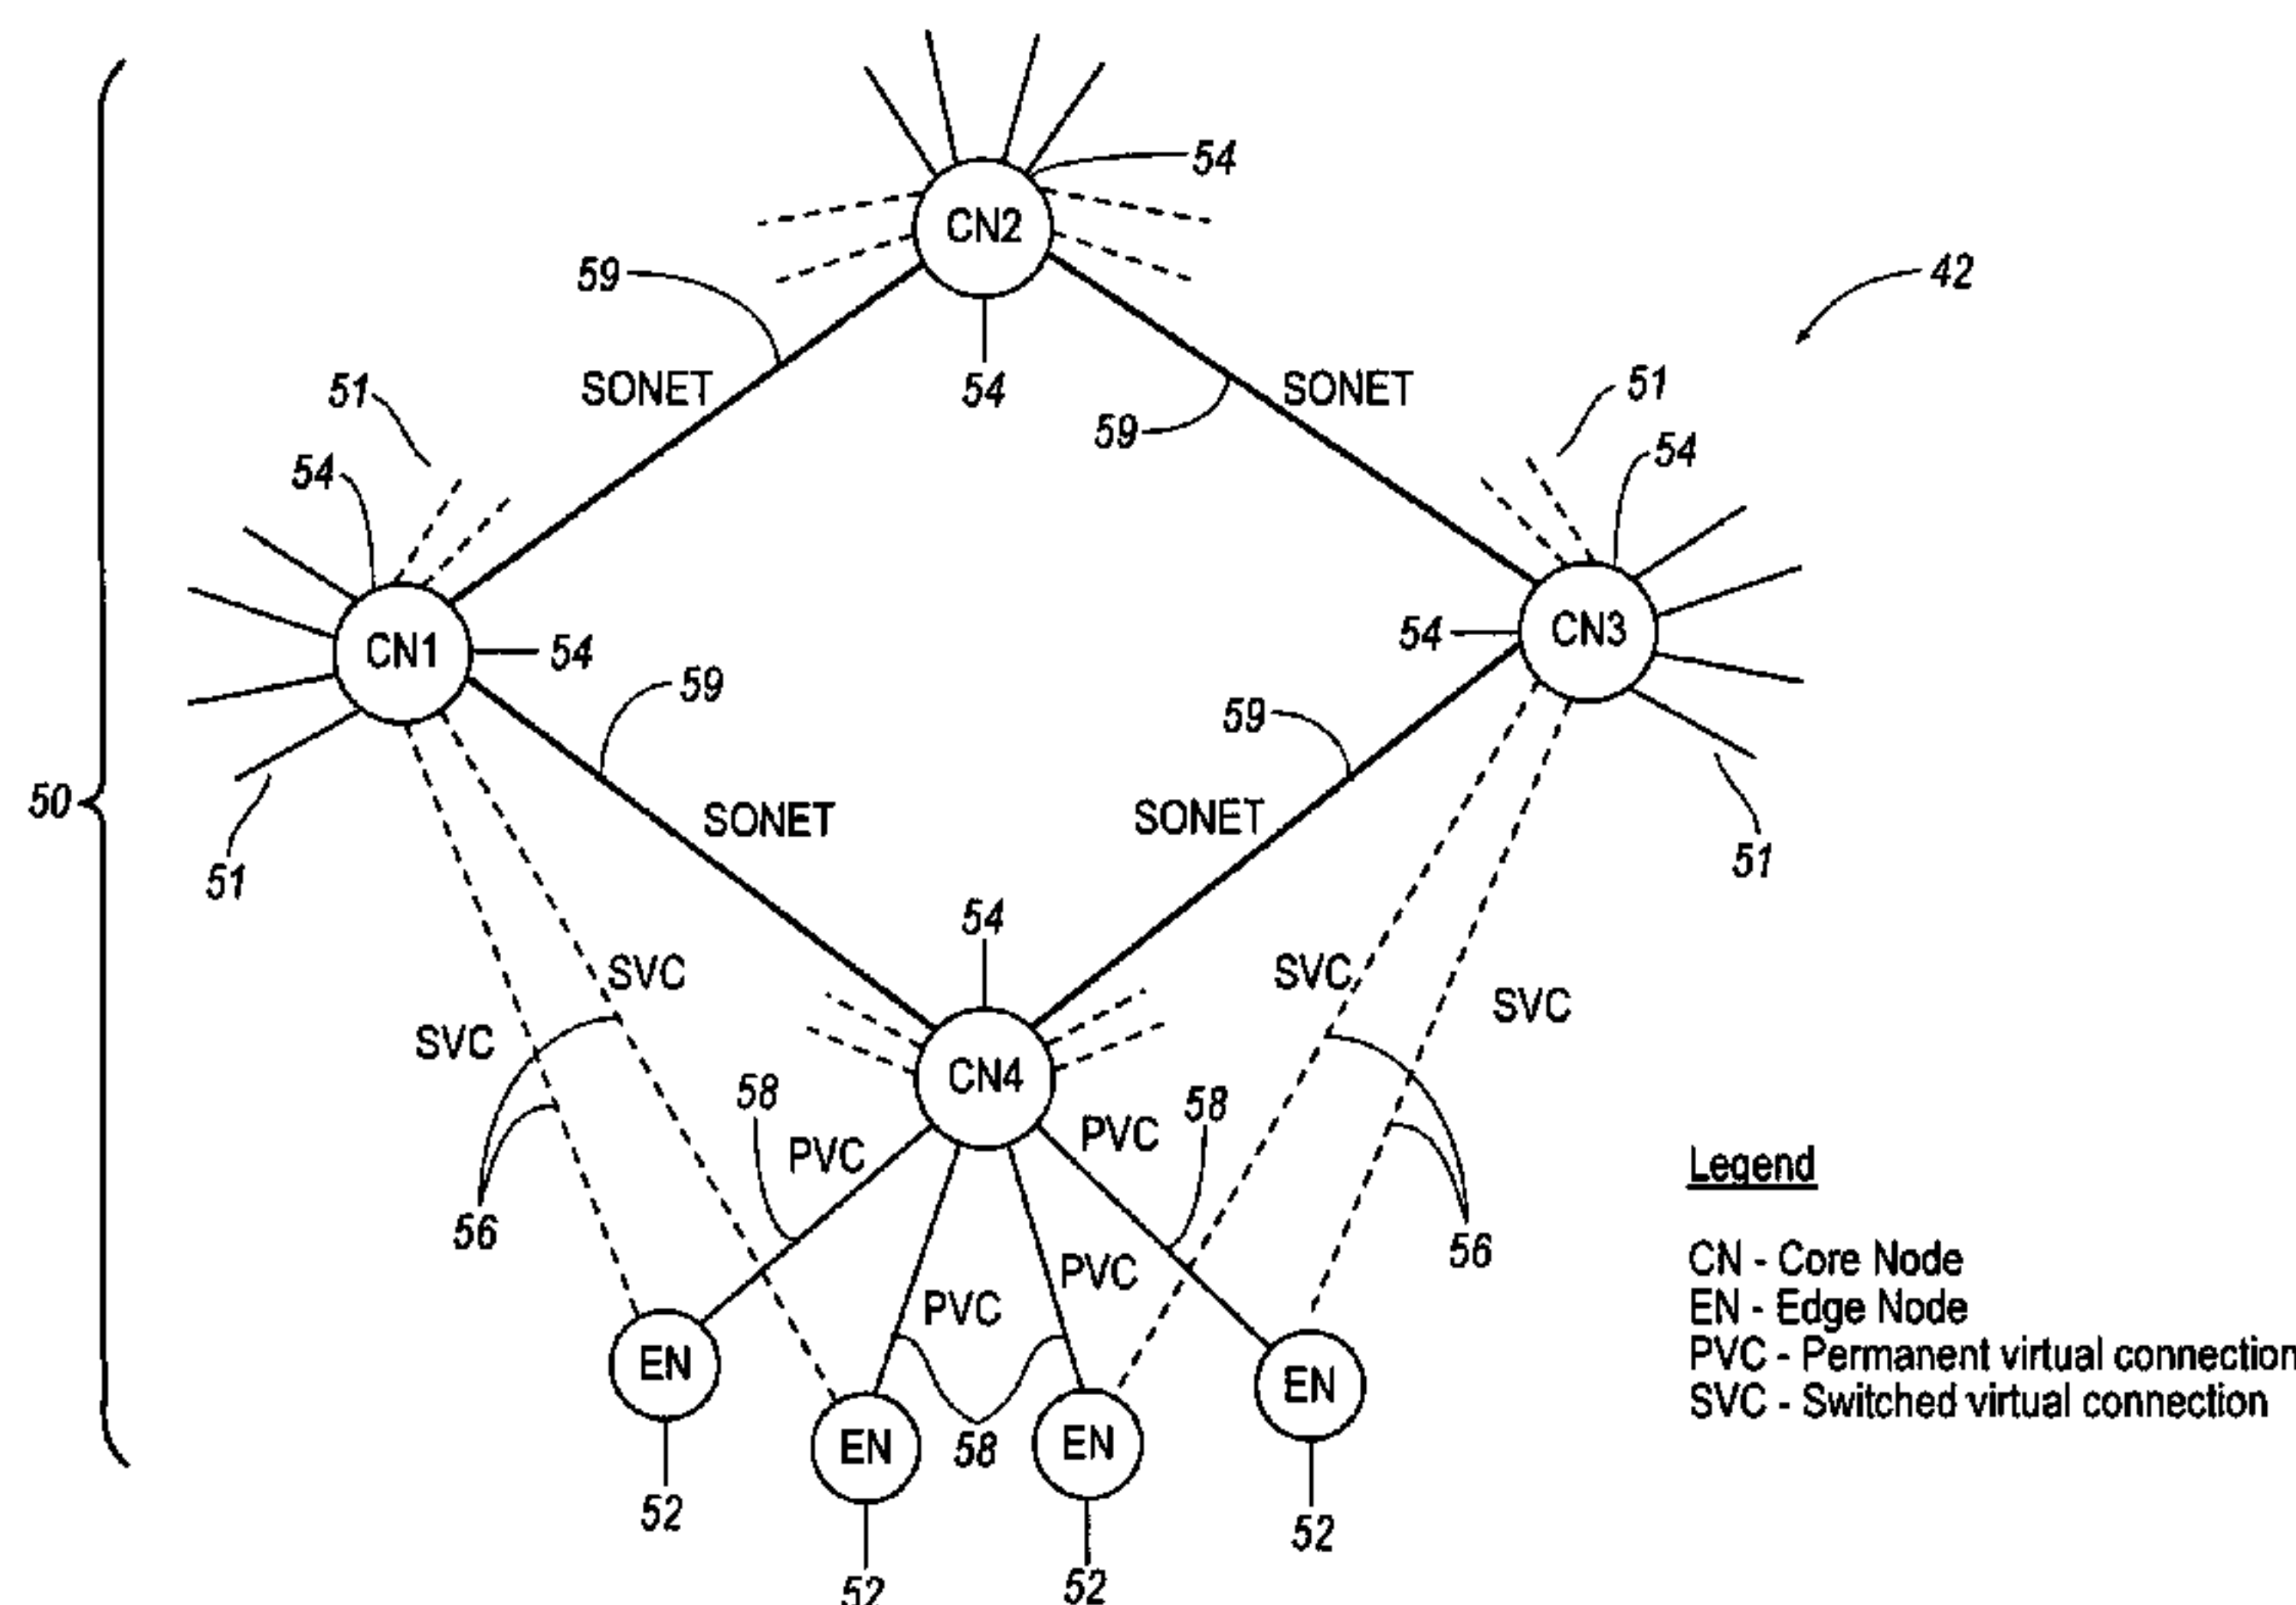 54
CN2
59
42
SONET
54
SONET
51
51
59
54
54
CN1
54
54
CN3
59
59
50
SONET
SONET
51
51
54
SVC
SVC
SVC
SVC
CN4
58
58
PVC
PVC
Legend
56
56
PVC
CN - Core Node
PVC
EN - Edge Node
EN
PVC - Permanent virtual connection
EN
SVC - Switched virtual connection
EN
EN
58
52
52
52
52